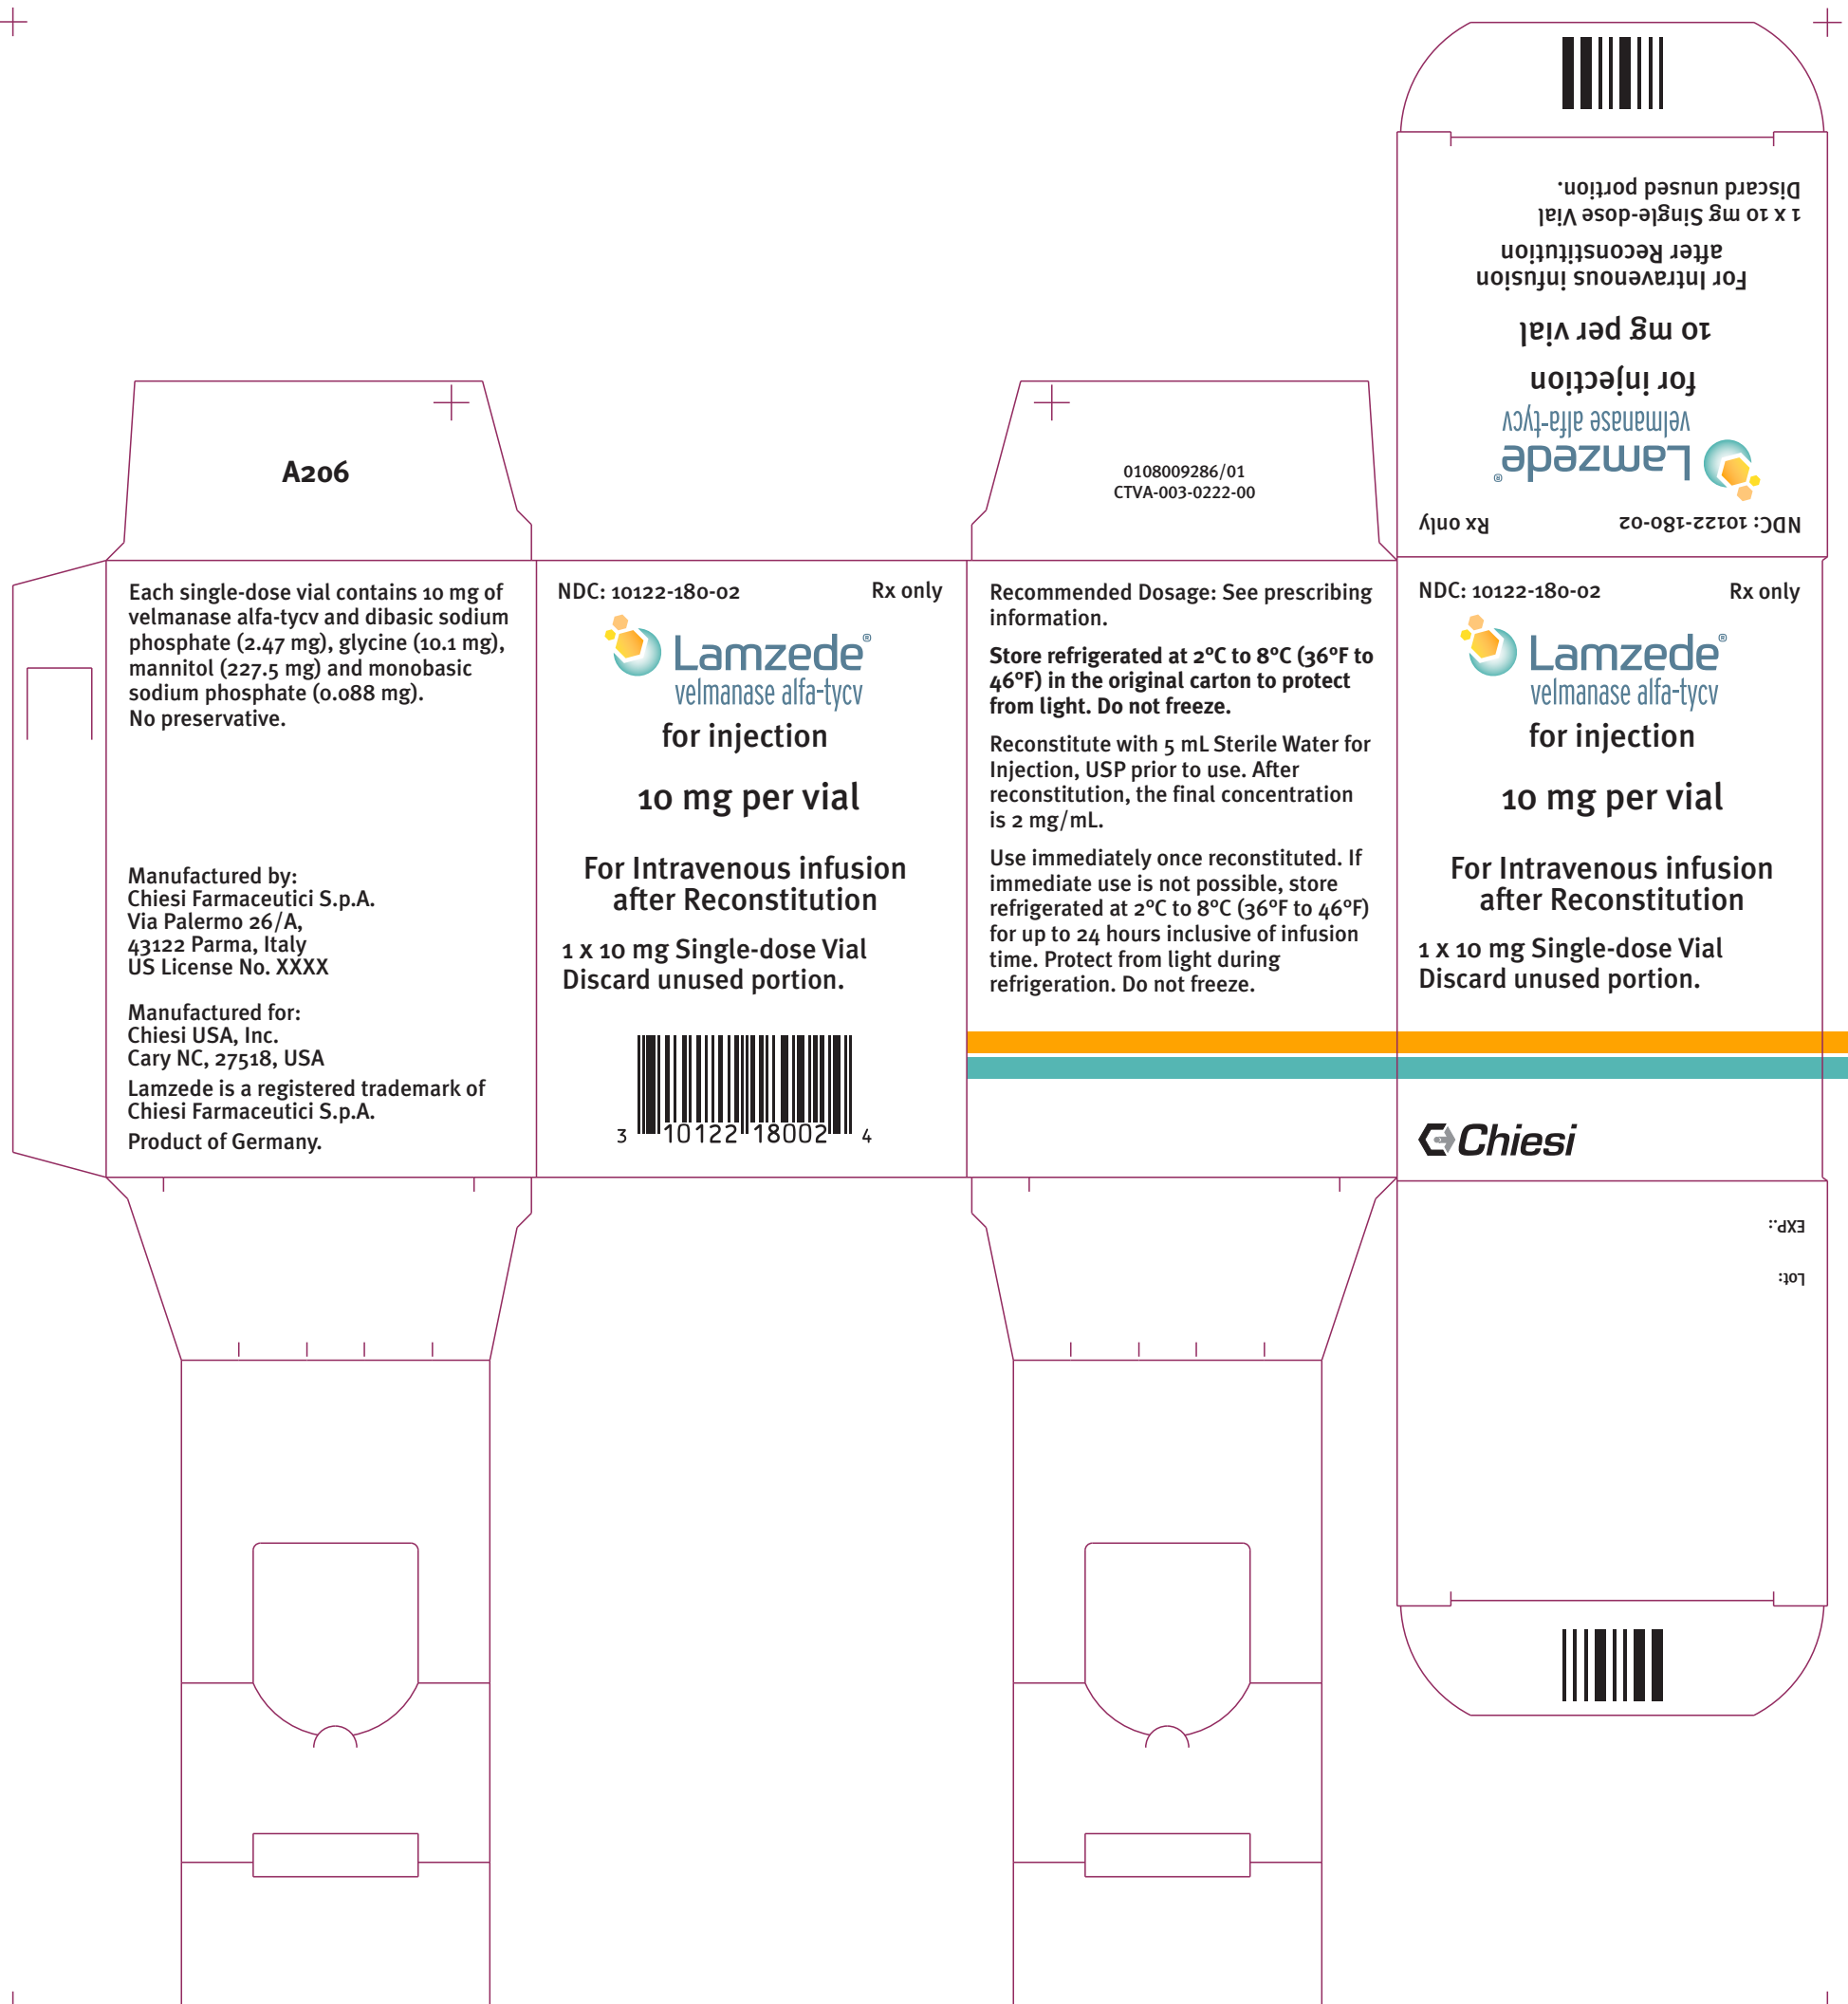 Discard unused portion.
1 x 10 mg Single-dose Vial
after Reconstitution
For Intravenous infusion
10 mg per vial
for injection
velmanase alfa-tycv
Lamzede®
NDC: 10122-180-02 Rx only
A206
0108009286/01
CTVA-003-0222-00
Each single-dose vial contains 10 mg of
velmanase alfa-tycv and dibasic sodium
phosphate (2.47 mg), glycine (10.1 mg),
mannitol (227.5 mg) and monobasic
sodium phosphate (0.088 mg).
No preservative.
Manufactured by:
Chiesi Farmaceutici S.p.A.
Via Palermo 26/A,
43122 Parma, Italy
US License No. XXXX
Manufactured for:
Chiesi USA, Inc.
Cary NC, 27518, USA
Lamzede is a registered trademark of
Chiesi Farmaceutici S.p.A.
Product of Germany.
NDC: 10122-180-02 Rx only
Lamzede®
velmanase alfa-tycv
for injection
10 mg per vial
For Intravenous infusion
after Reconstitution
1 x 10 mg Single-dose Vial
Discard unused portion.
3 10122 18002 4
Recommended Dosage: See prescribing
information.
Store refrigerated at 2°C to 8°C (36°F to
46°F) in the original carton to protect
from light. Do not freeze.
Reconstitute with 5 mL Sterile Water for
Injection, USP prior to use. After
reconstitution, the final concentration
is 2 mg/mL.
Use immediately once reconstituted. If
immediate use is not possible, store
refrigerated at 2°C to 8°C (36°F to 46°F)
for up to 24 hours inclusive of infusion
time. Protect from light during
refrigeration. Do not freeze.
NDC: 10122-180-02 Rx only
Lamzede®
velmanase alfa-tycv
for injection
10 mg per vial
For Intravenous infusion
after Reconstitution
1 x 10 mg Single-dose Vial
Discard unused portion.
Chiesi
EXP.:
Lot: